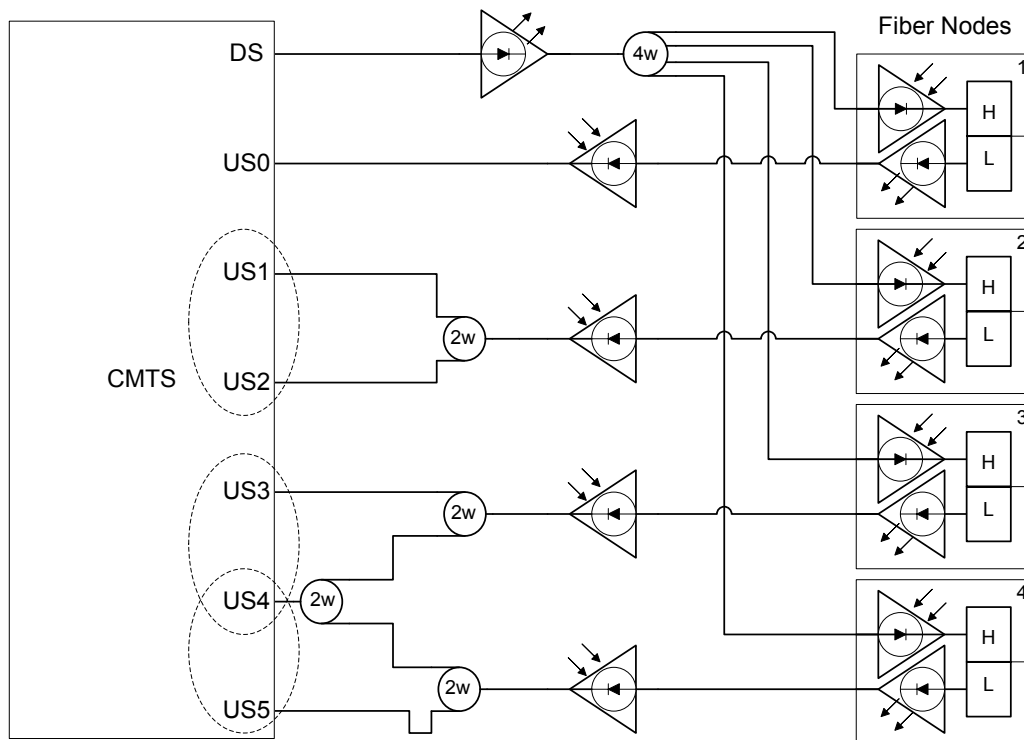 Fiber Nodes
DS
4w
1
H
L
US0
2
H
L
US1
2w
US2
CMTS
3
H
L
US3
2w
US4
2w
4
H
L
2w
US5